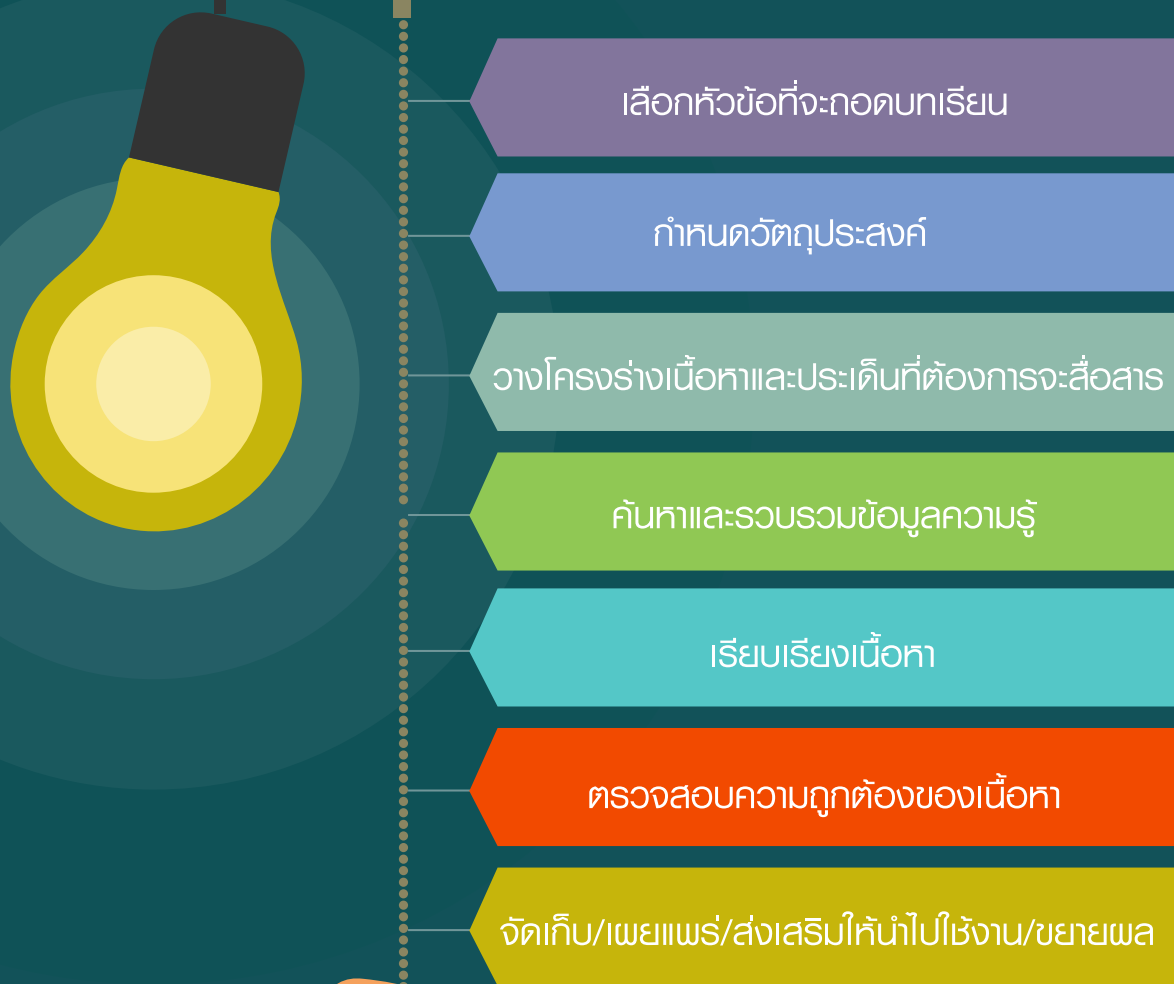 เลือกหัวข้อที่จะถอดบทเรียน
กำหนดวัตถุประสงค์
วางโครงร่างเนื้อหาและประเด็นที่ต้องการจะสื่อสาร
ค้นหาและรวบรวมข้อมูลความรู้
เรียบเรียงเนื้อหา
ตรวจสอบความถูกต้องของเนื้อหา
จัดเก็บ/เผยแพร่/ส่งเสริมให้นำไปใช้งาน/ขยายผล